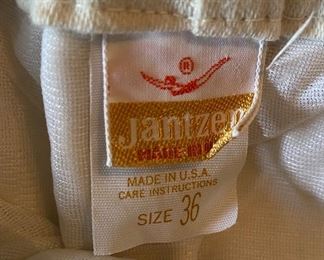 ®
Jantzen
MADE IN U.S.A.
CARE INSTRUCTIONS
SIZE 36